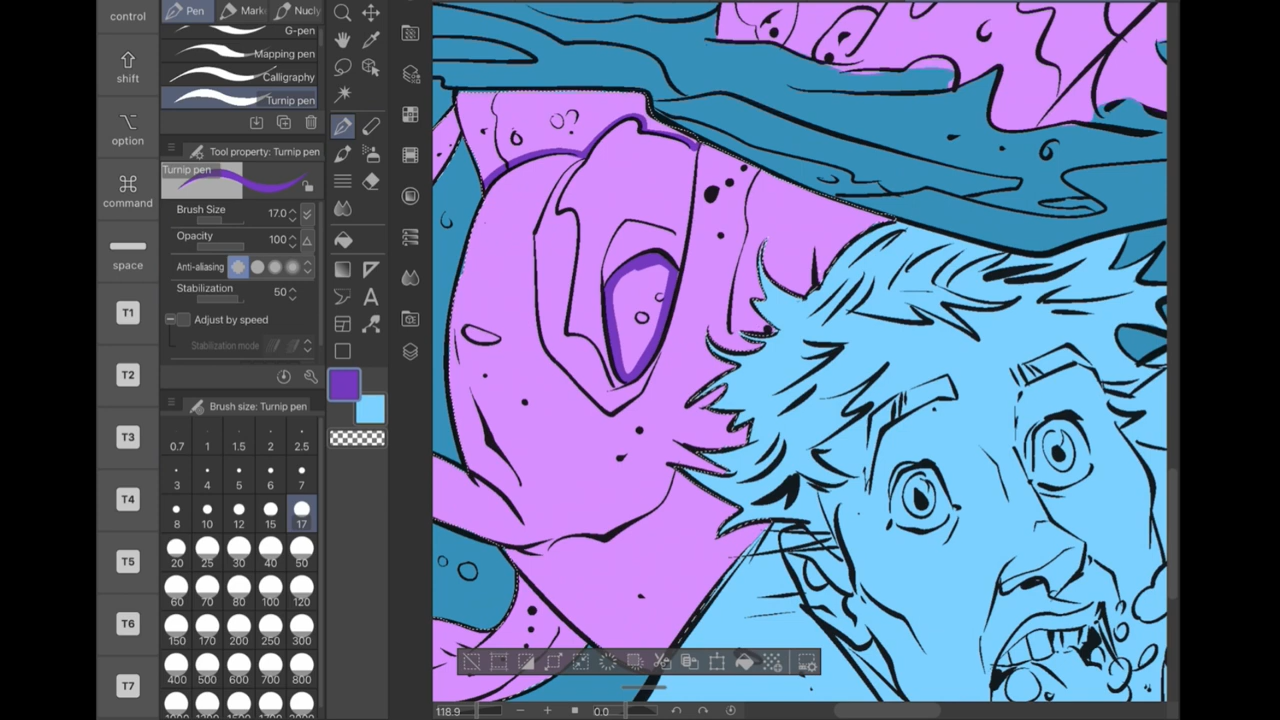 control
shift
option
command
space
T1
T2
T3
T4
T5
T6
T7
Pen
Mark
Nucly
G-pen
Mapping pen
Calligraphy
Turnip pen
Tool property: Turnip pen
Turnip pen
Brush Size 17.0
Opacity 100
Anti-aliasing
Stabilization 50
Adjust by speed
Stabilization mode
Brush size: Turnip pen
0.7 1 1.5 2 2.5
3 4 5 6 7
8 10 12 15 17
20 25 30 40 50
60 70 80 100 120
150 170 200 250 300
400 500 600 700 800
A
118.9
0.0